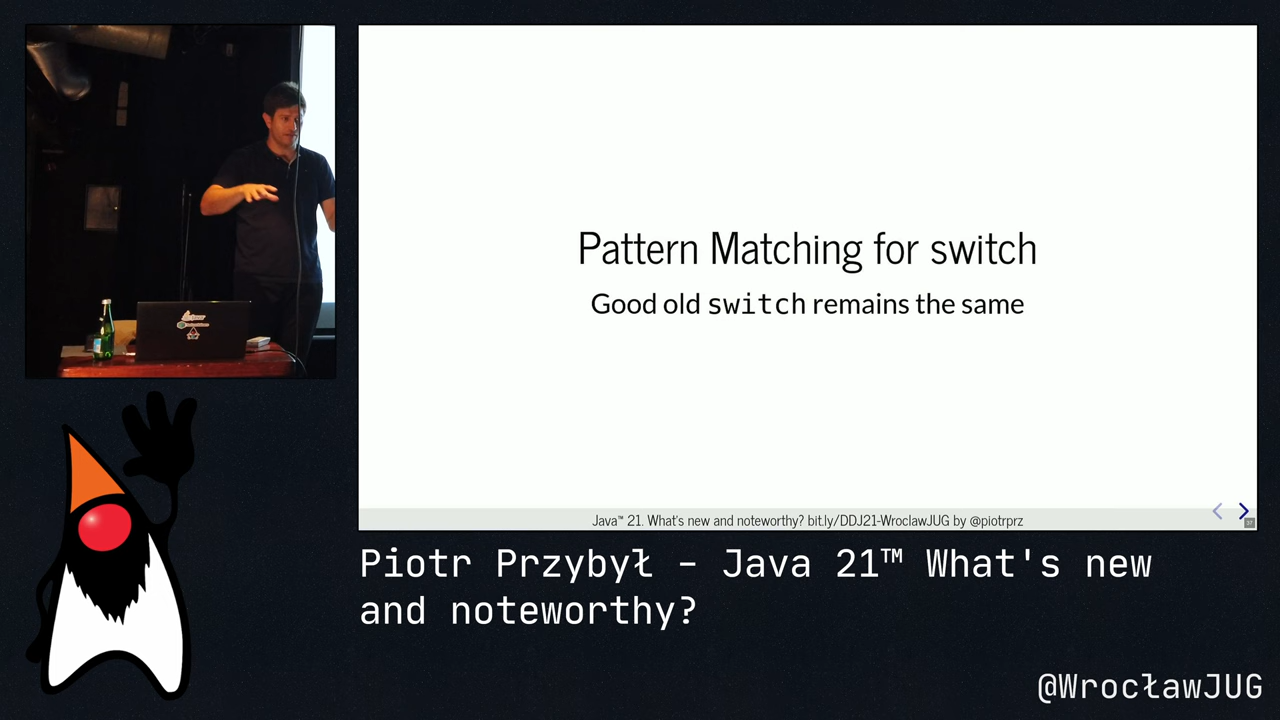 Pattern Matching for switch
Good old switch remains the same
Java™ 21. What's new and noteworthy? bit.ly/DDJ21-WroclawJUG by @piotrprz
37
Piotr Przybył - Java 21™ What's new
and noteworthy?
@WrocławJUG